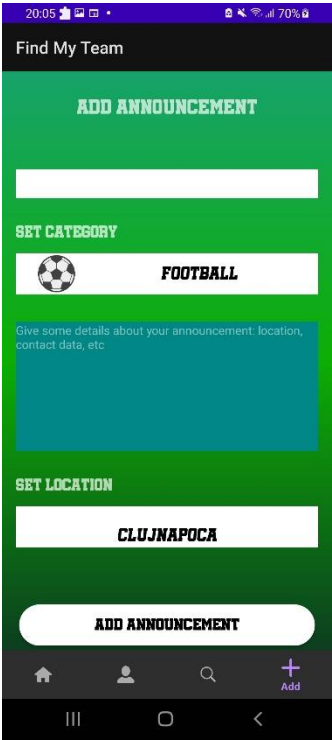 20:05 70%
Find My Team
ADD ANNOUNCEMENT
SET CATEGORY
FOOTBALL
Give some details about your announcement: location,
contact data, etc
SET LOCATION
CLUJNAPOCA
ADD ANNOUNCEMENT
Add